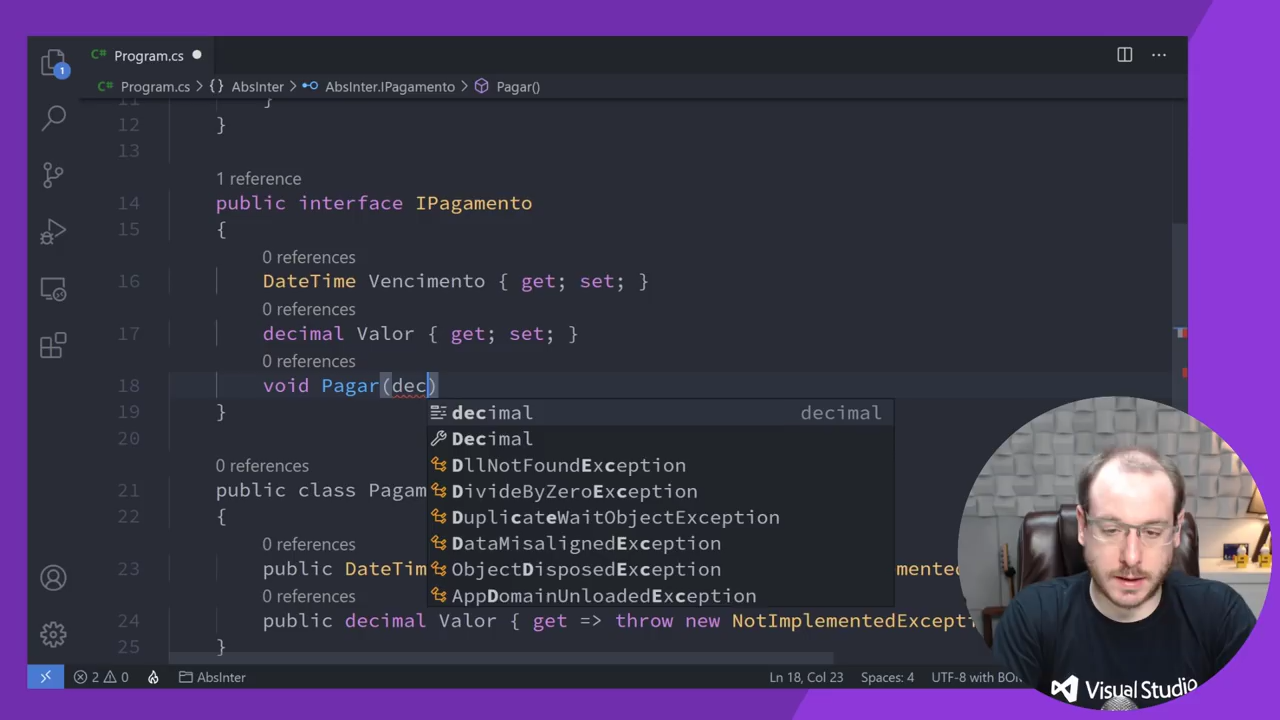 Program.cs
Program.cs > {} AbsInter > AbsInter.IPagamento > Pagar()
11 }
12 }
13
1 reference
14 public interface IPagamento
15 {
0 references
16 DateTime Vencimento { get; set; }
0 references
17 decimal Valor { get; set; }
0 references
18 void Pagar(dec)
decimal decimal
19 }
Decimal
20
DllNotFoundException
0 references
DivideByZeroException
21 public class Pagam
22 {
DuplicateWaitObjectException
0 references
DataMisalignedException
23 public DateTim
ObjectDisposedException
mented
0 references
AppDomainUnloadedException
24 public decimal Valor { get => throw new NotImplementedExcepti
25 }
2 0 AbsInter Ln 18, Col 23 Spaces: 4 UTF-8 with BOM
1
Visual Studio